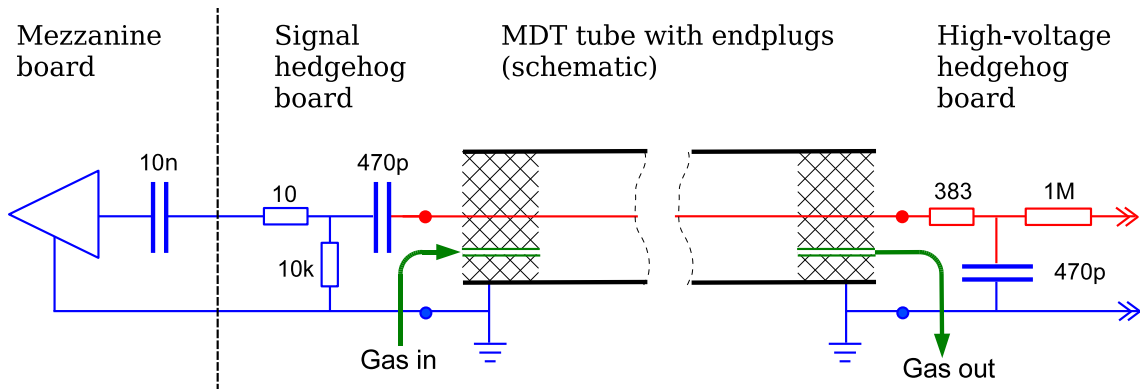 Mezzanine
board
Signal
hedgehog
board
MDT tube with endplugs
(schematic)
High-voltage
hedgehog
board
10n
470p
10
10k
383
1M
470p
Gas in
Gas out